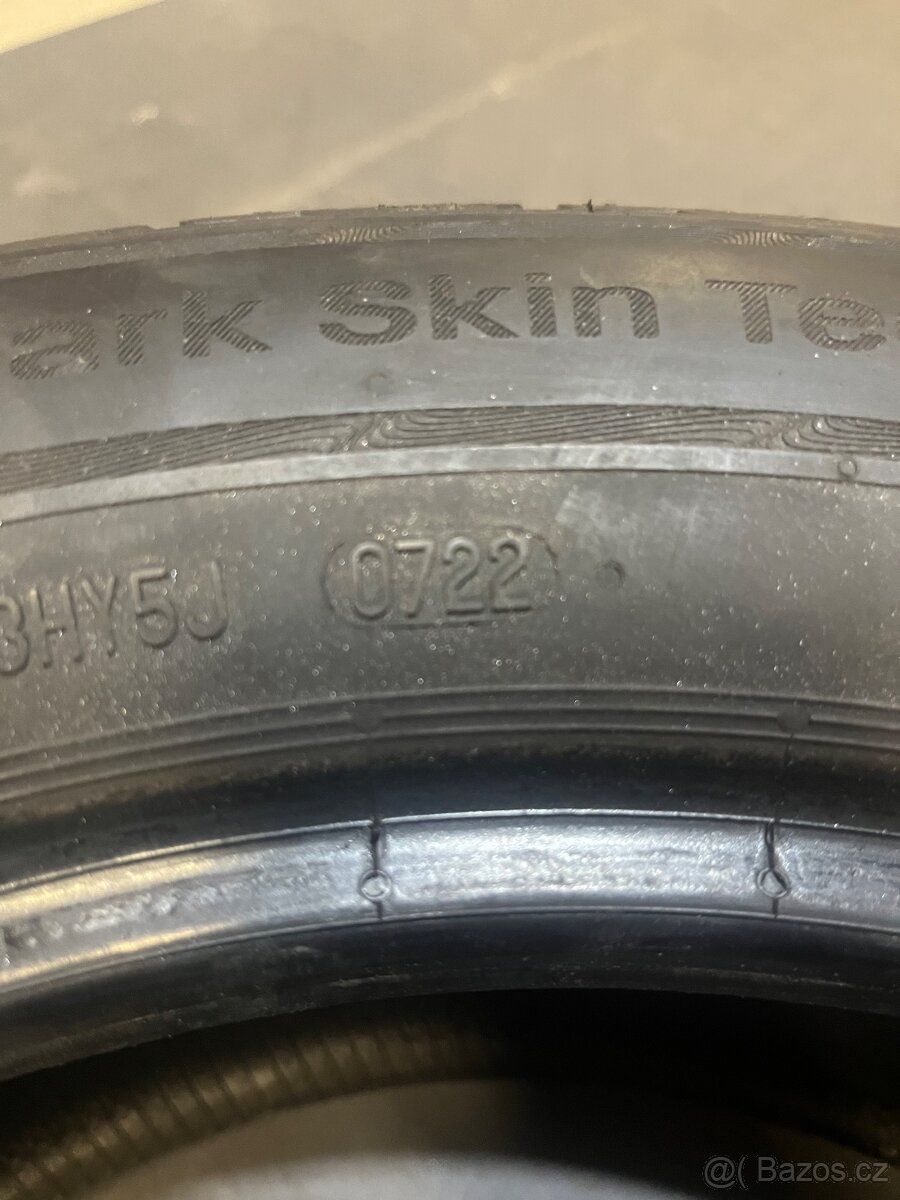 ark Skin Te
3HY5J 0722
@( Bazos.cz